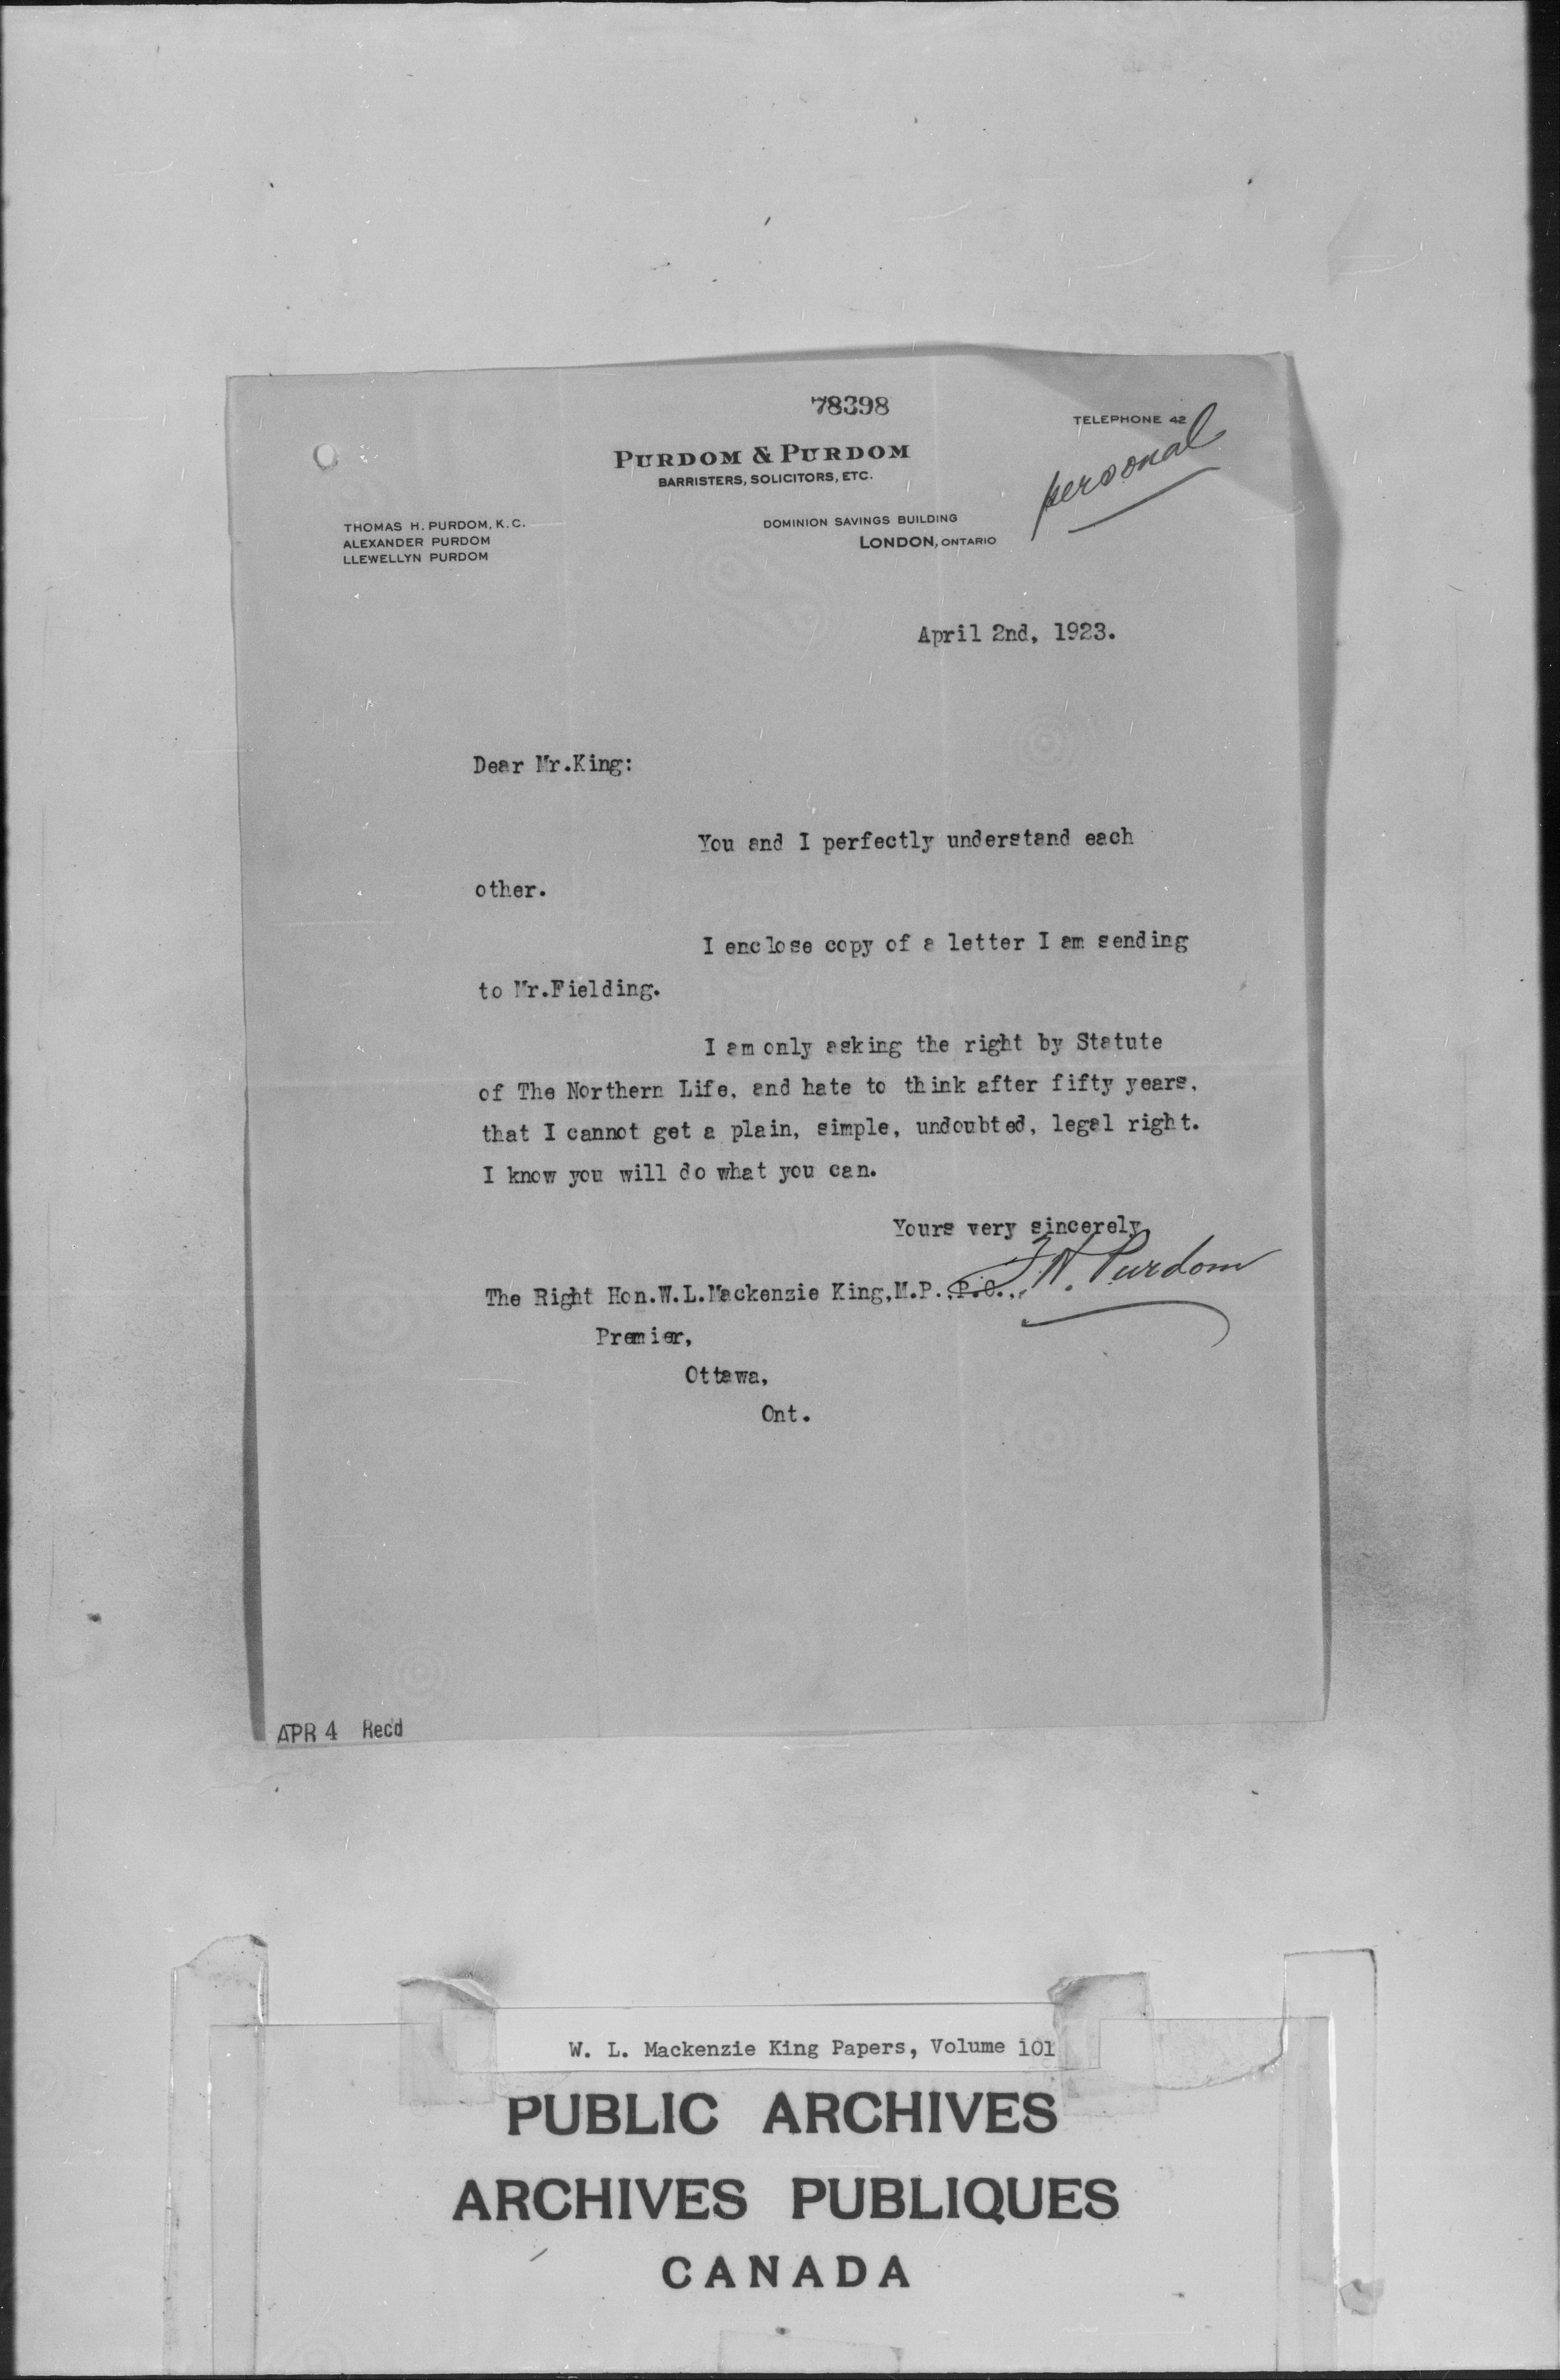 78398
TELEPHONE 42
personal
PURDOM & PURDOM
BARRISTERS, SOLICITORS, ETC.
THOMAS H. PURDOM, K.C.
ALEXANDER PURDOM
LLEWELLYN PURDOM
DOMINION SAVINGS BUILDING
LONDON, ONTARIO
April 2nd, 1923.
Dear Mr.King:
You and I perfectly understand each
other.
I enclose copy of a letter I am sending
to Mr.Fielding.
I am only asking the right by Statute
of The Northern Life, and hate to think after fifty years,
that I cannot get a plain, simple, undoubted, legal right.
I know you will do what you can.
Yours very sincerely,
T.H. Purdom
The Right Hon.W.L.Mackenzie King,M.P.,P.C.,
Premier,
Ottawa,
Ont.
APR 4 Rec'd
W. L. Mackenzie King Papers, Volume 101
PUBLIC ARCHIVES
ARCHIVES PUBLIQUES
CANADA